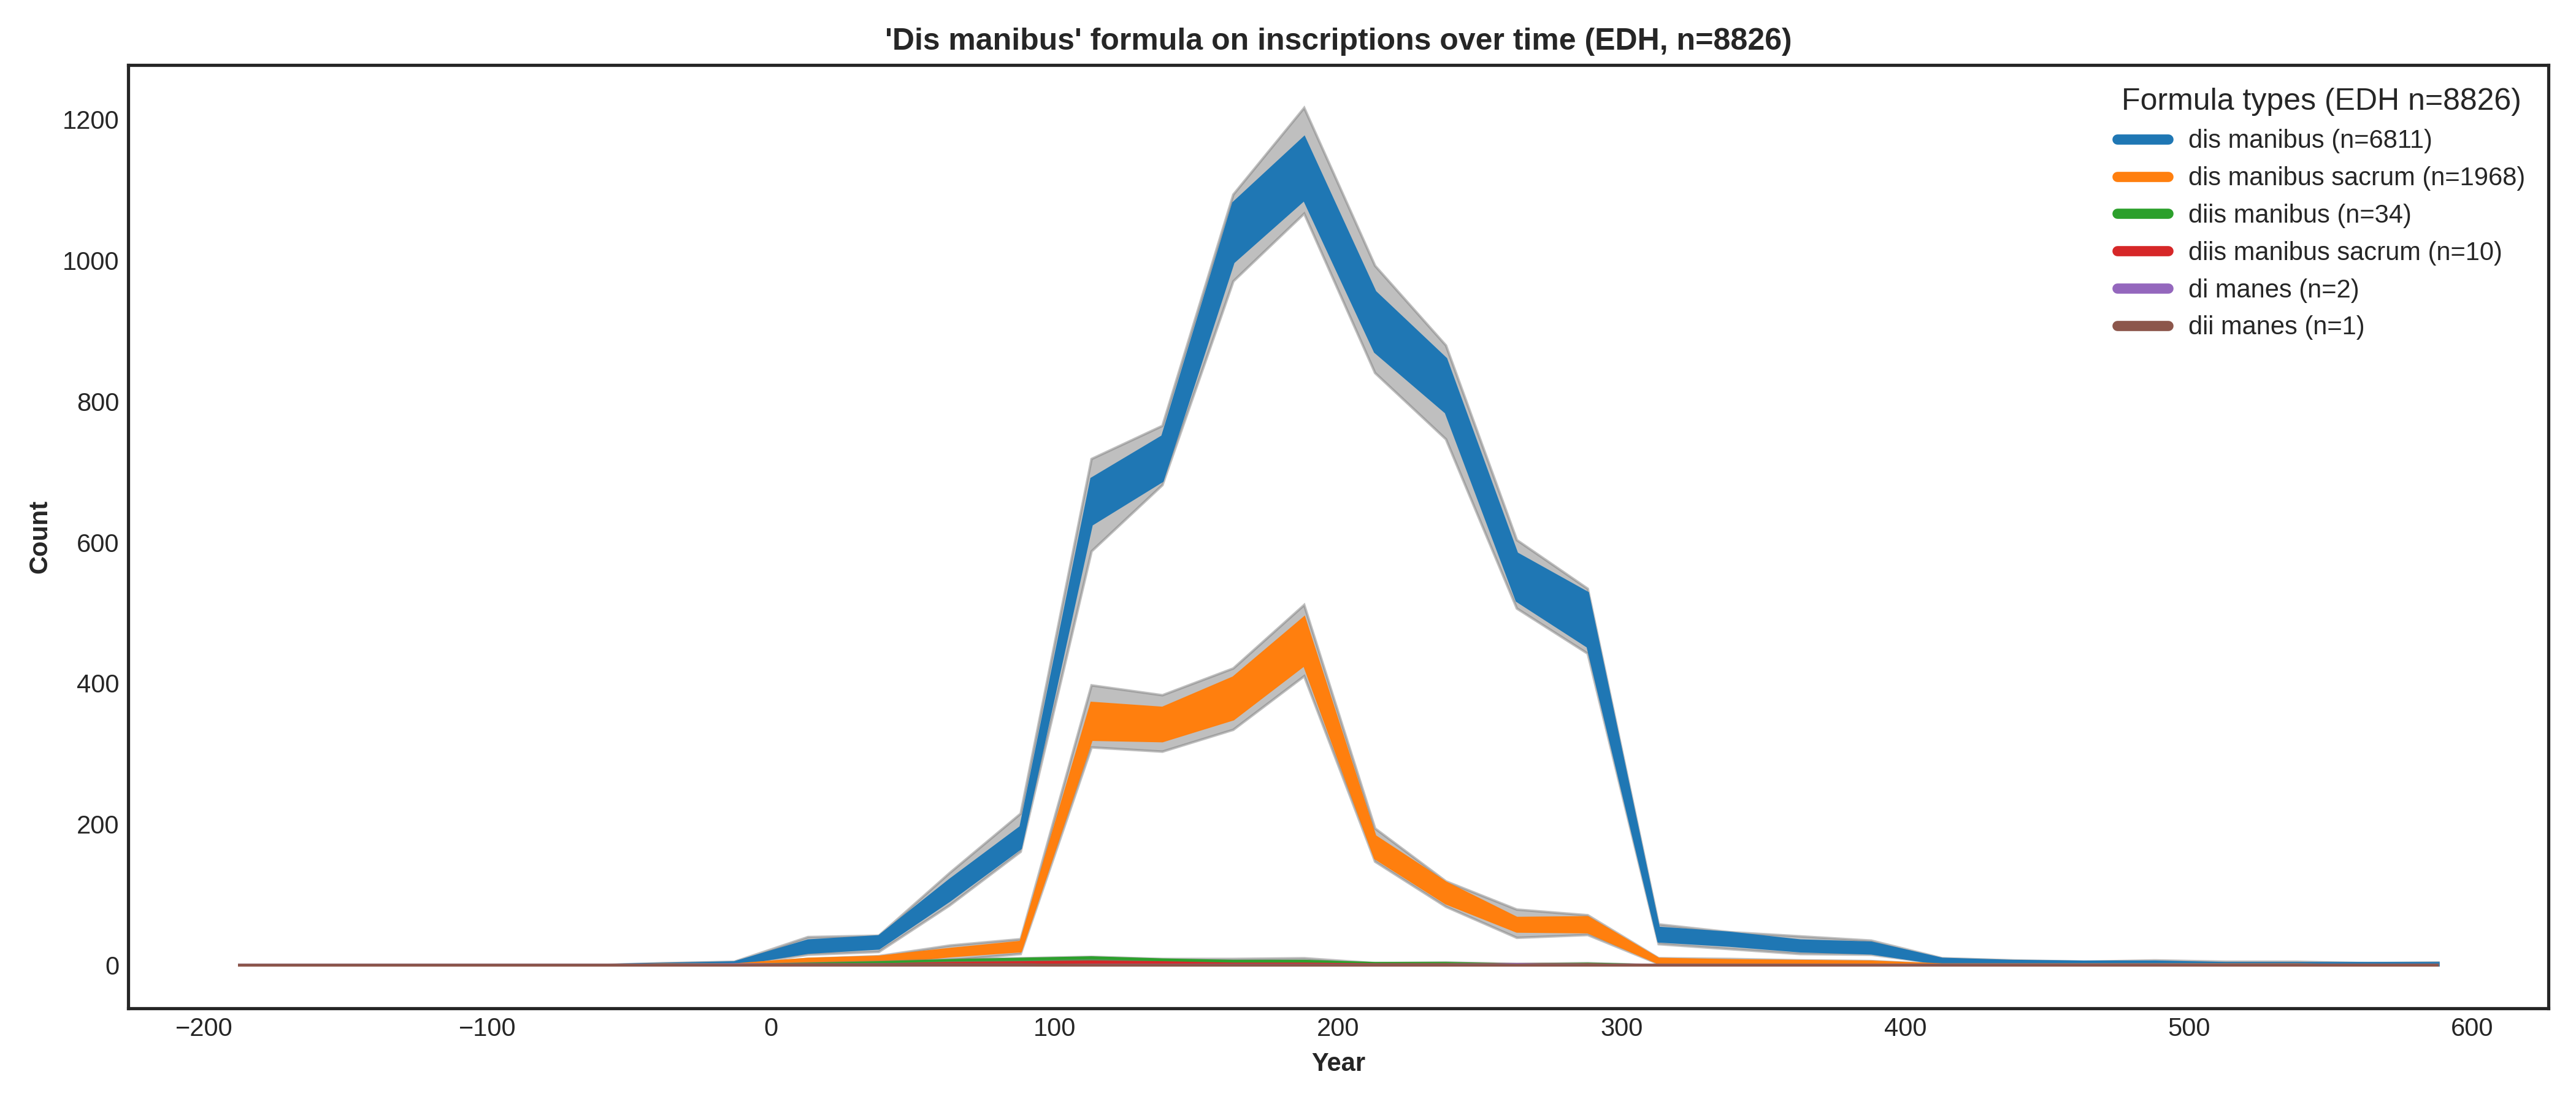 'Dis manibus' formula on inscriptions over time (EDH, n=8826)
Formula types (EDH n=8826)
dis manibus (n=6811)
dis manibus sacrum (n=1968)
diis manibus (n=34)
diis manibus sacrum (n=10)
di manes (n=2)
dii manes (n=1)
Count
1200
1000
800
600
400
200
0
−200 −100 0 100 200 300 400 500 600
Year